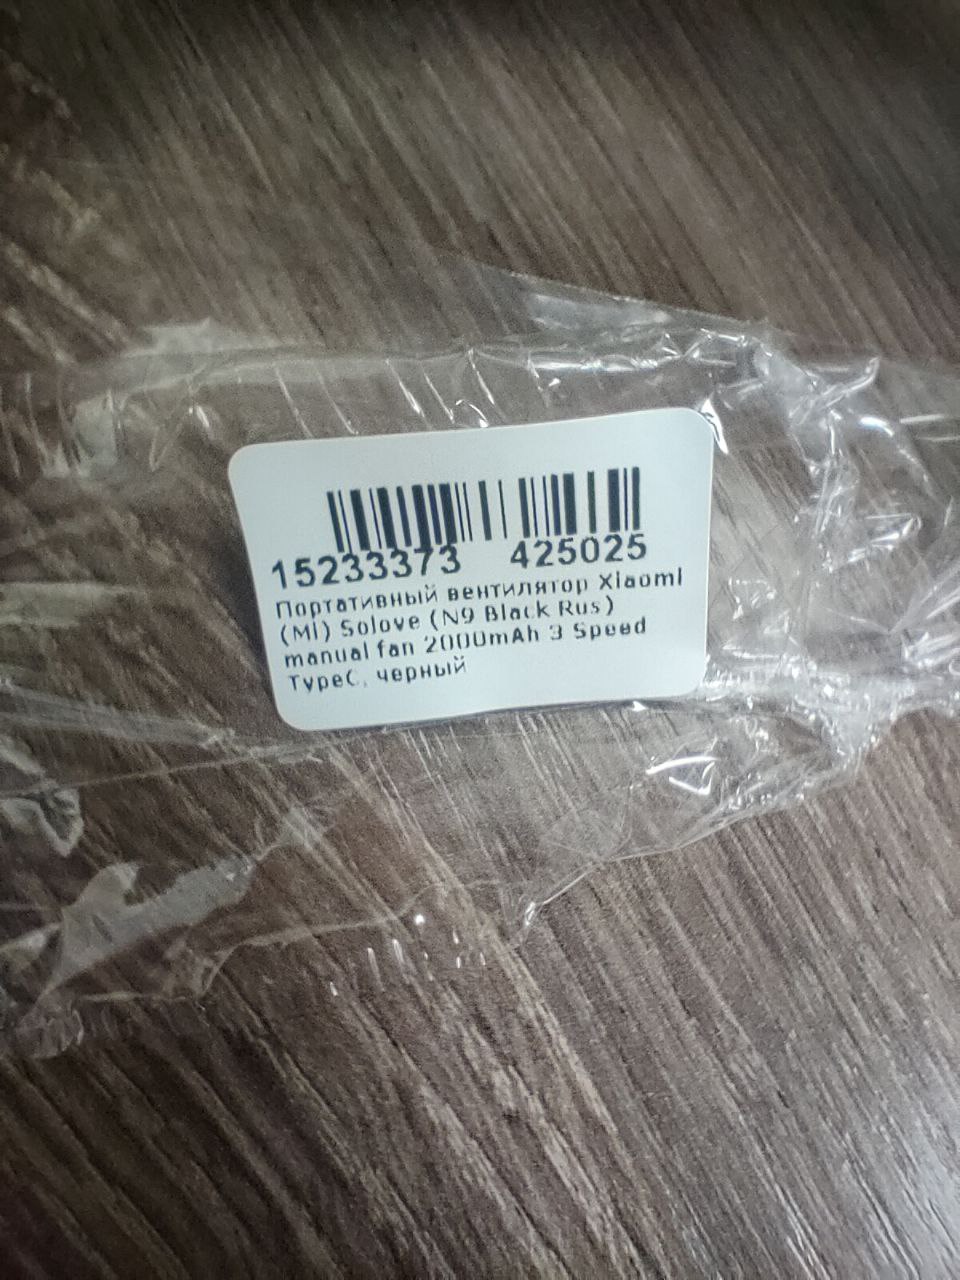 15233373 425025
Портативный вентилятор Xiaomi
(MI) Solove (N9 Black Rus)
manual fan 2000mAh 3 Speed
TypeC, черный